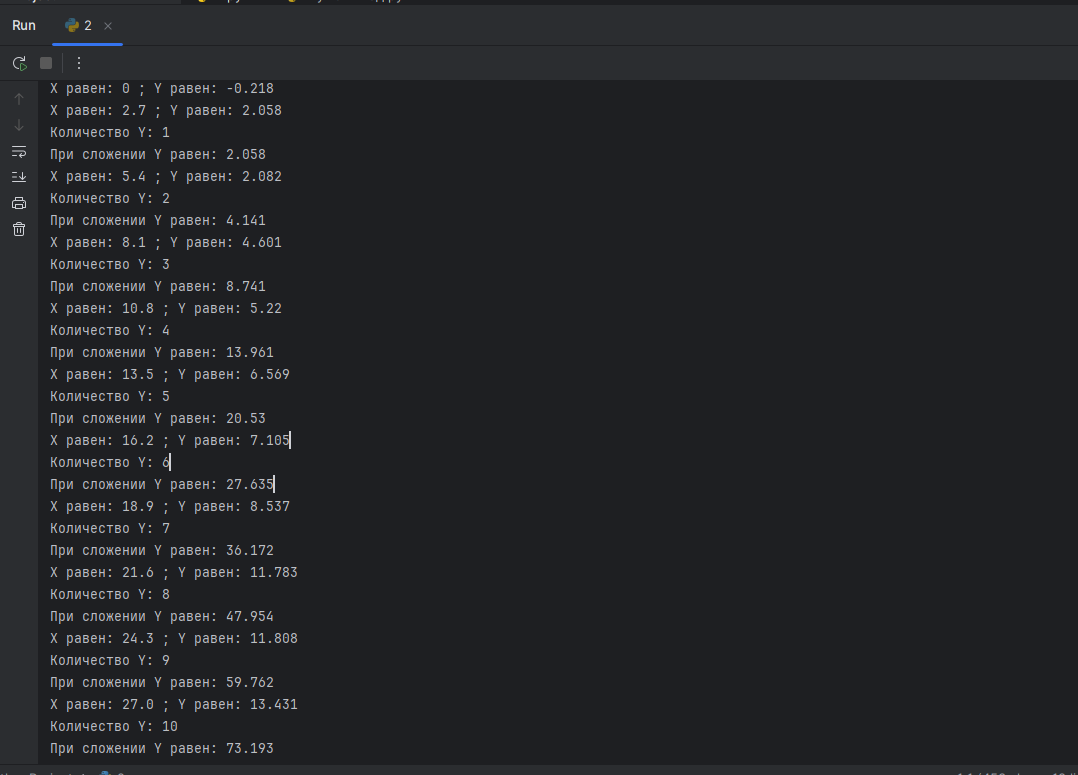 Run 2
X равен: 0 ; Y равен: -0.218
X равен: 2.7 ; Y равен: 2.058
Количество Y: 1
При сложении Y равен: 2.058
X равен: 5.4 ; Y равен: 2.082
Количество Y: 2
При сложении Y равен: 4.141
X равен: 8.1 ; Y равен: 4.601
Количество Y: 3
При сложении Y равен: 8.741
X равен: 10.8 ; Y равен: 5.22
Количество Y: 4
При сложении Y равен: 13.961
X равен: 13.5 ; Y равен: 6.569
Количество Y: 5
При сложении Y равен: 20.53
X равен: 16.2 ; Y равен: 7.105
Количество Y: 6
При сложении Y равен: 27.635
X равен: 18.9 ; Y равен: 8.537
Количество Y: 7
При сложении Y равен: 36.172
X равен: 21.6 ; Y равен: 11.783
Количество Y: 8
При сложении Y равен: 47.954
X равен: 24.3 ; Y равен: 11.808
Количество Y: 9
При сложении Y равен: 59.762
X равен: 27.0 ; Y равен: 13.431
Количество Y: 10
При сложении Y равен: 73.193